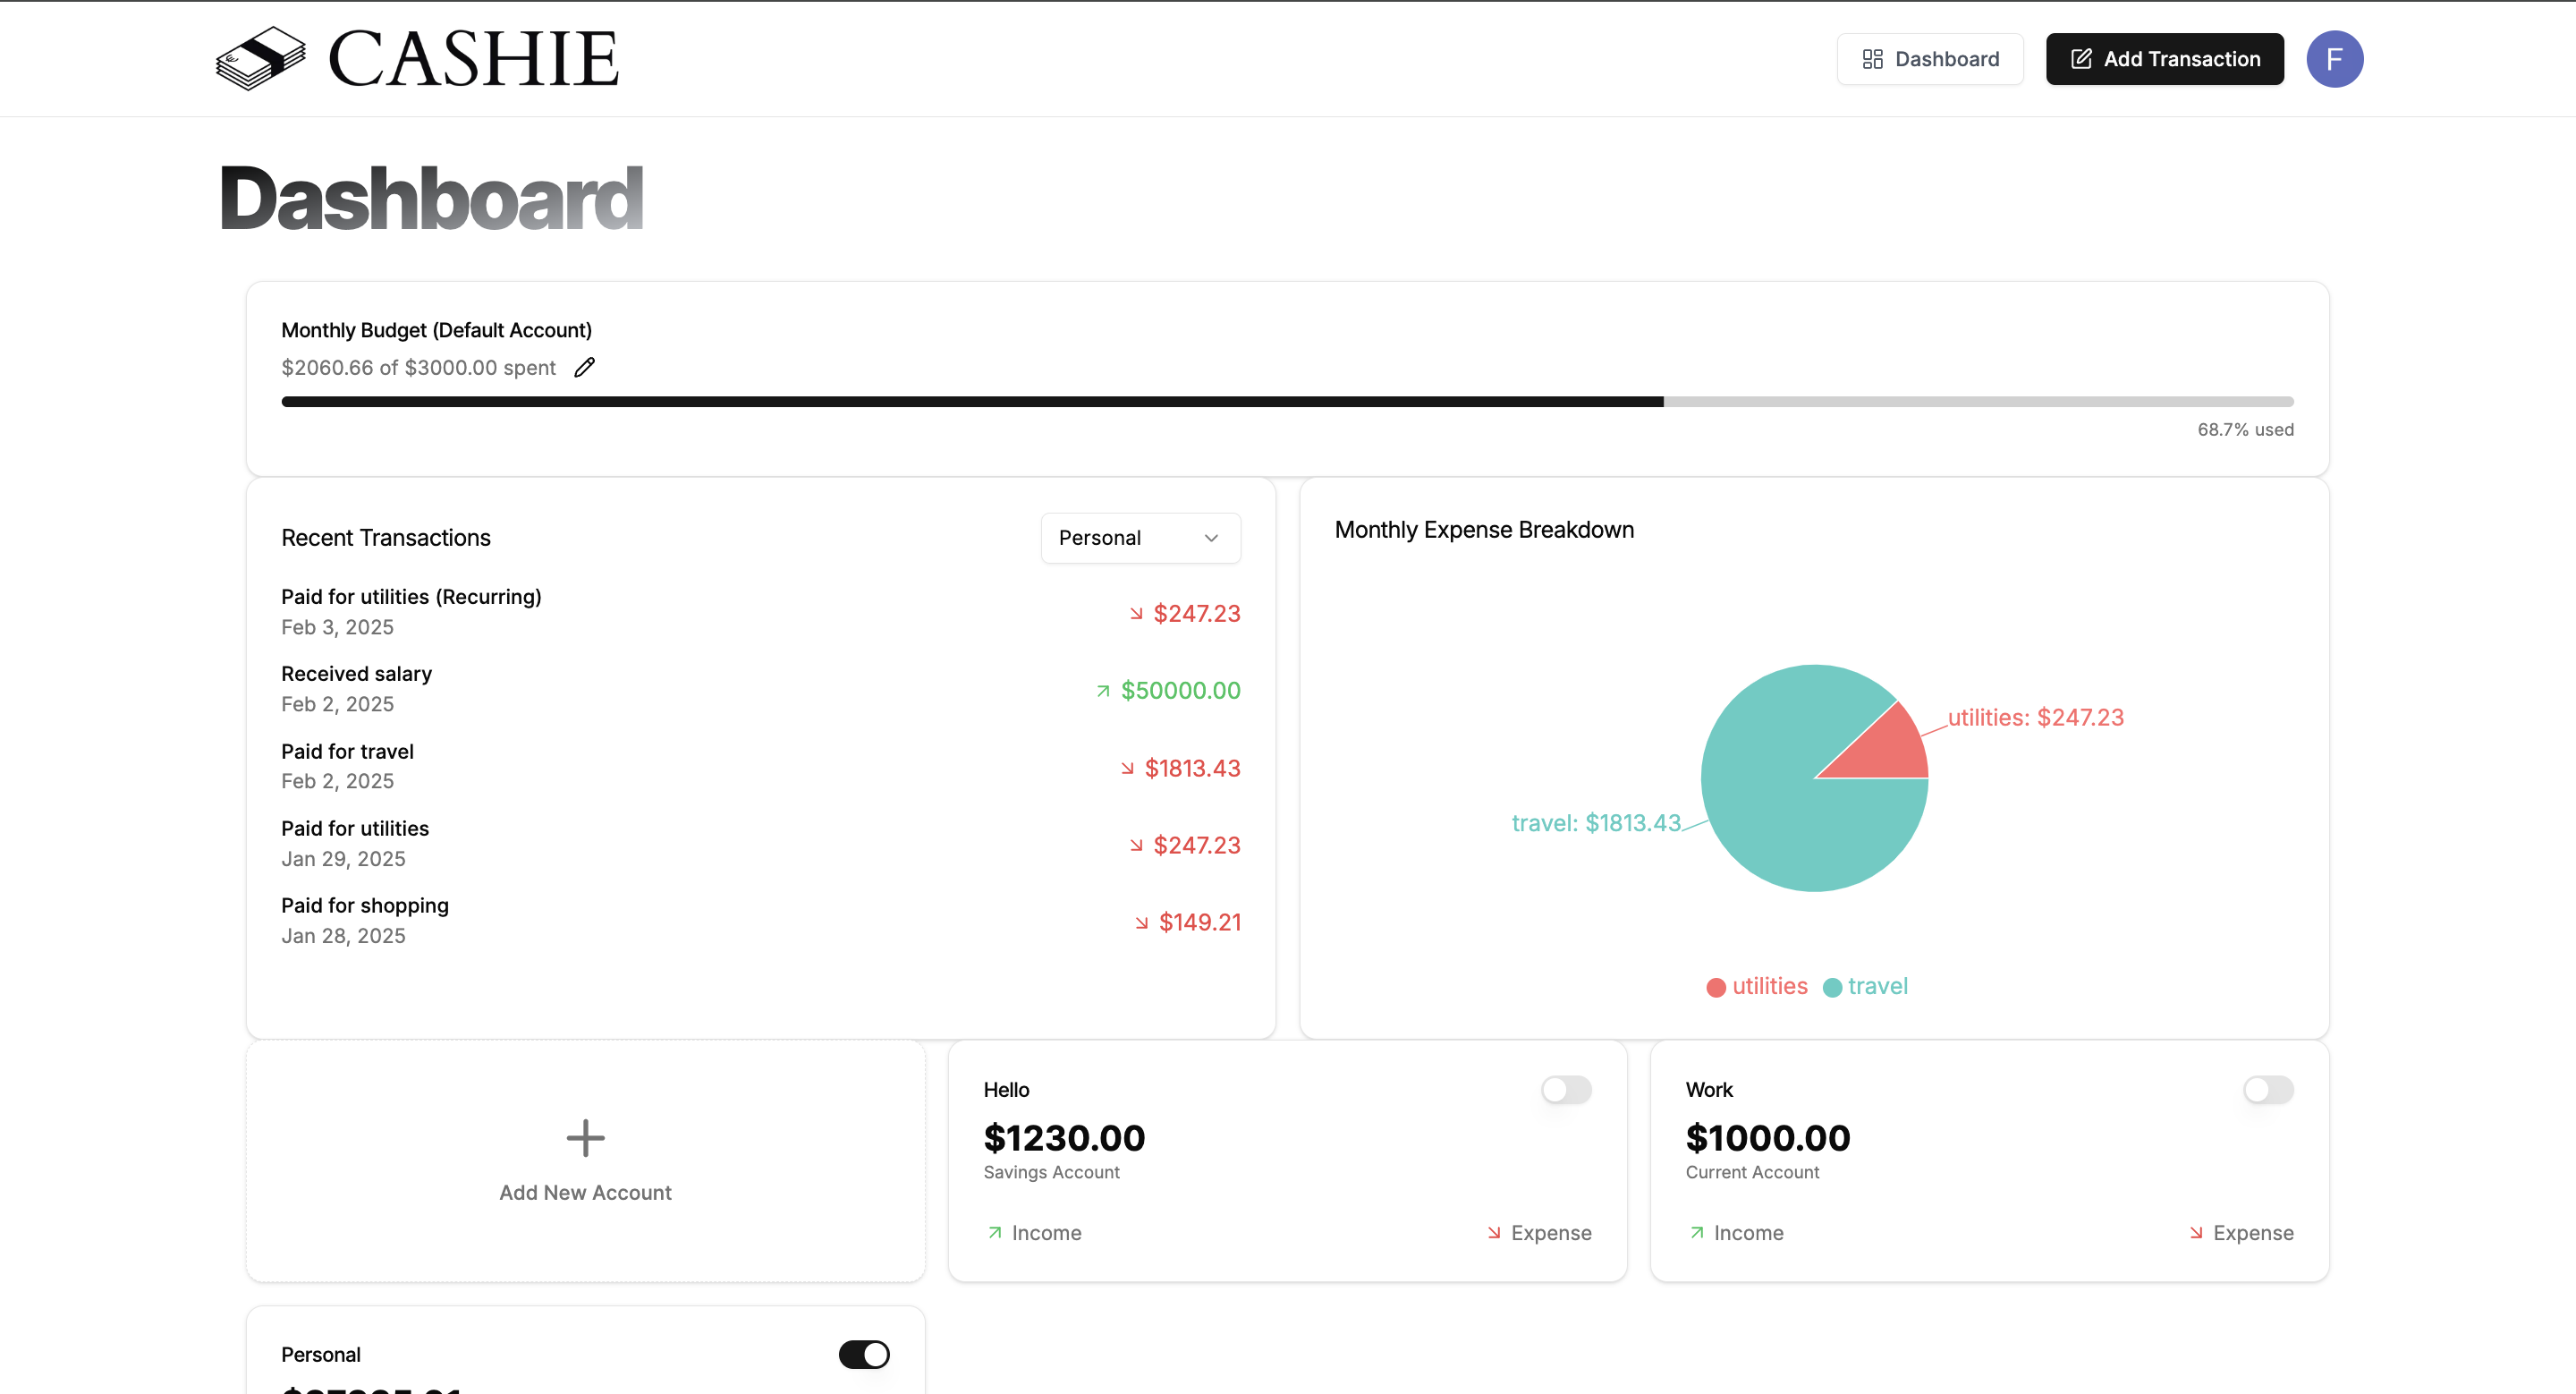 CASHIE
Dashboard
Add Transaction
F
Dashboard
Monthly Budget (Default Account)
$2060.66 of $3000.00 spent
68.7% used
Recent Transactions
Personal
Paid for utilities (Recurring)
Feb 3, 2025
$247.23
Received salary
Feb 2, 2025
$50000.00
Paid for travel
Feb 2, 2025
$1813.43
Paid for utilities
Jan 29, 2025
$247.23
Paid for shopping
Jan 28, 2025
$149.21
Monthly Expense Breakdown
utilities: $247.23
travel: $1813.43
utilities
travel
Add New Account
Hello
$1230.00
Savings Account
Income
Expense
Work
$1000.00
Current Account
Income
Expense
Personal